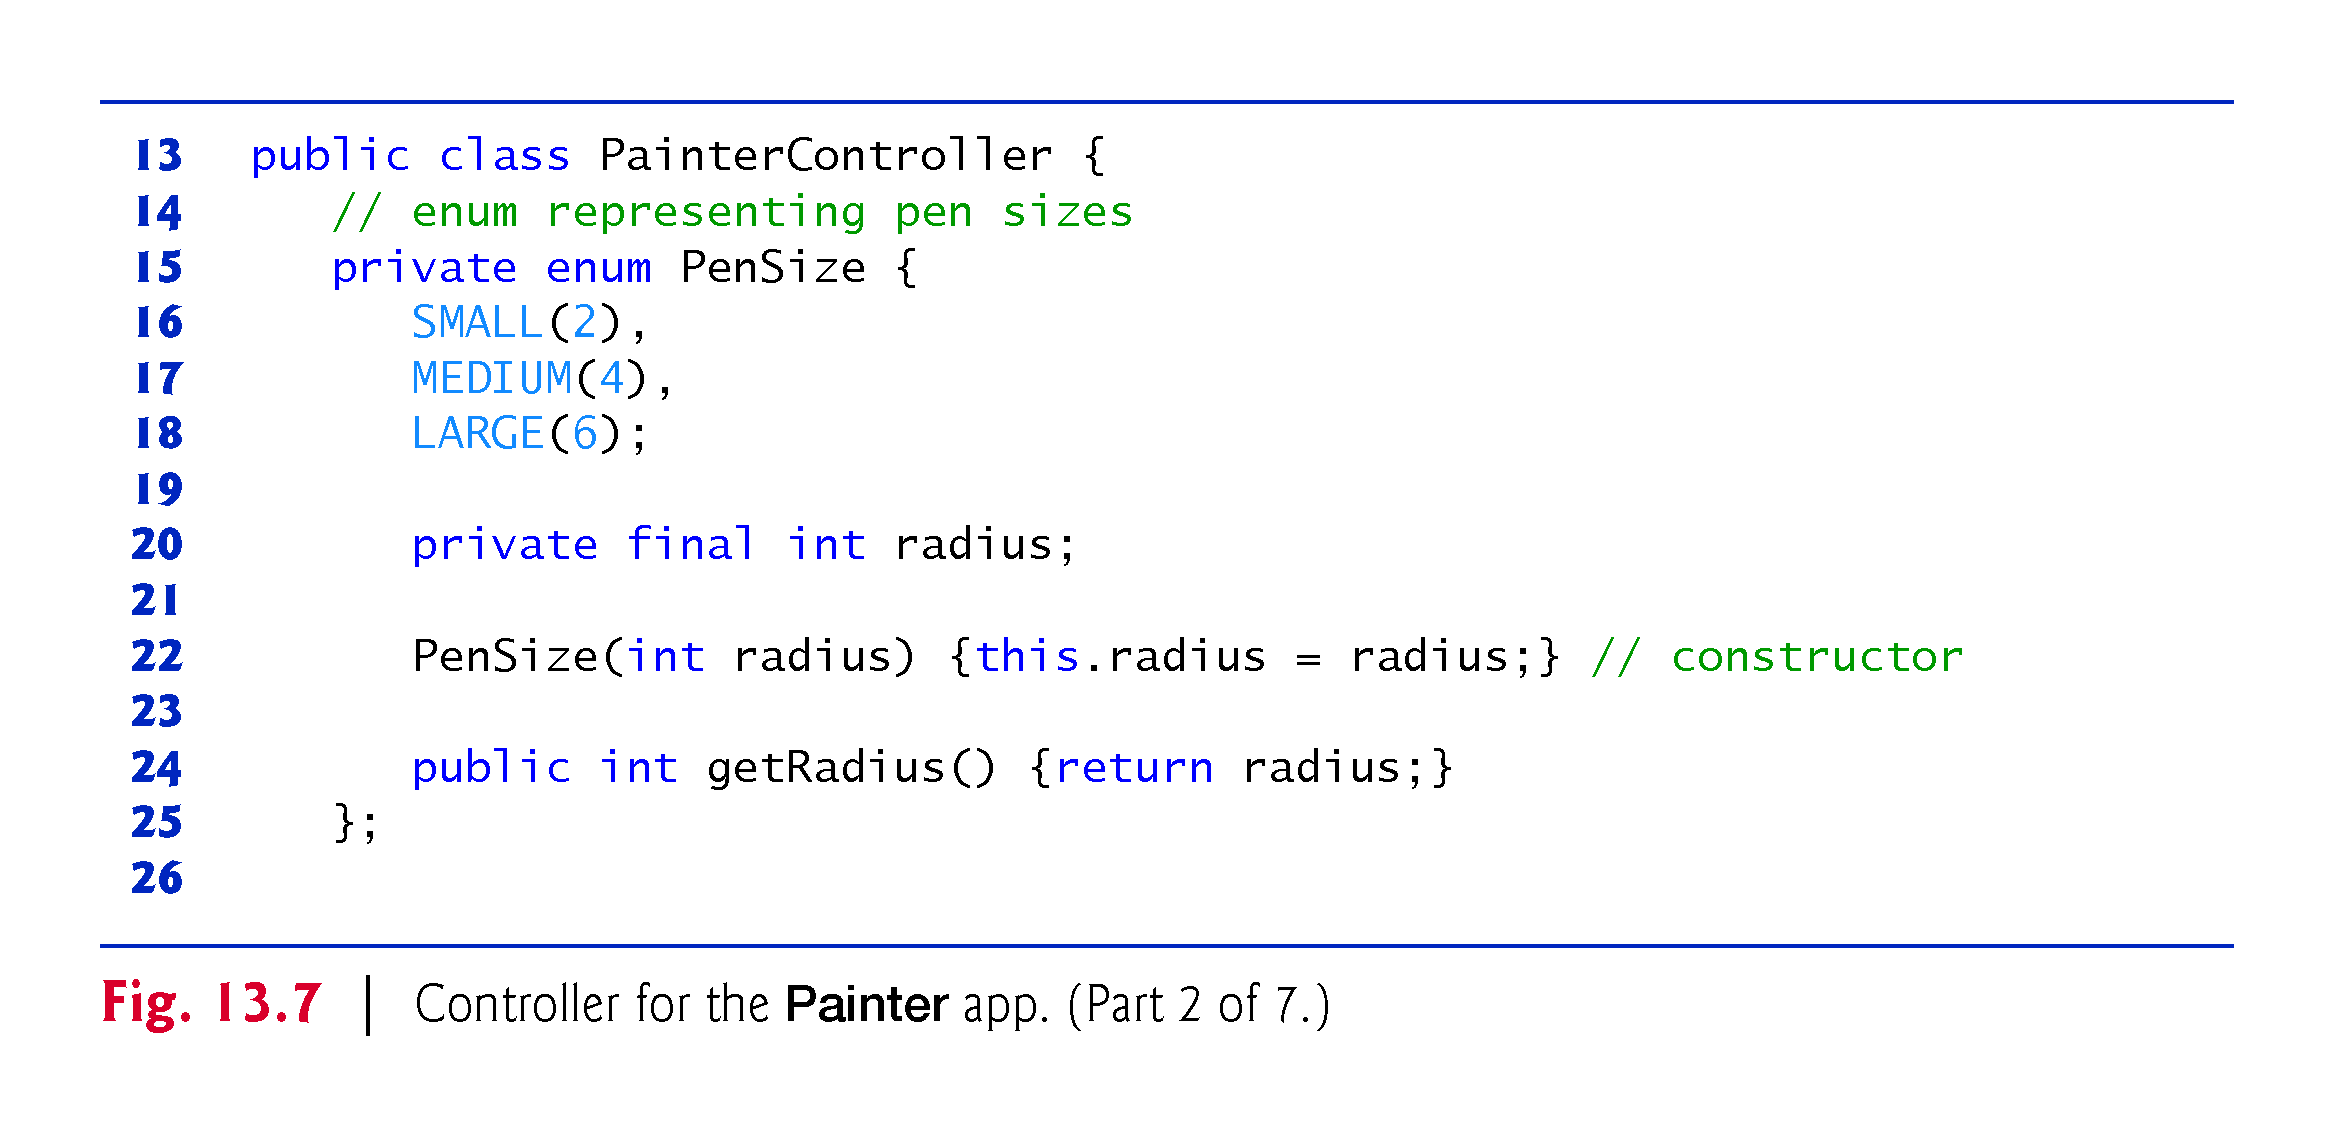 13 public class PainterController {
14 // enum representing pen sizes
15 private enum PenSize {
16 SMALL(2),
17 MEDIUM(4),
18 LARGE(6);
19
20 private final int radius;
21
22 PenSize(int radius) {this.radius = radius;} // constructor
23
24 public int getRadius() {return radius;}
25 };
26
Fig. 13.7 | Controller for the Painter app. (Part 2 of 7.)